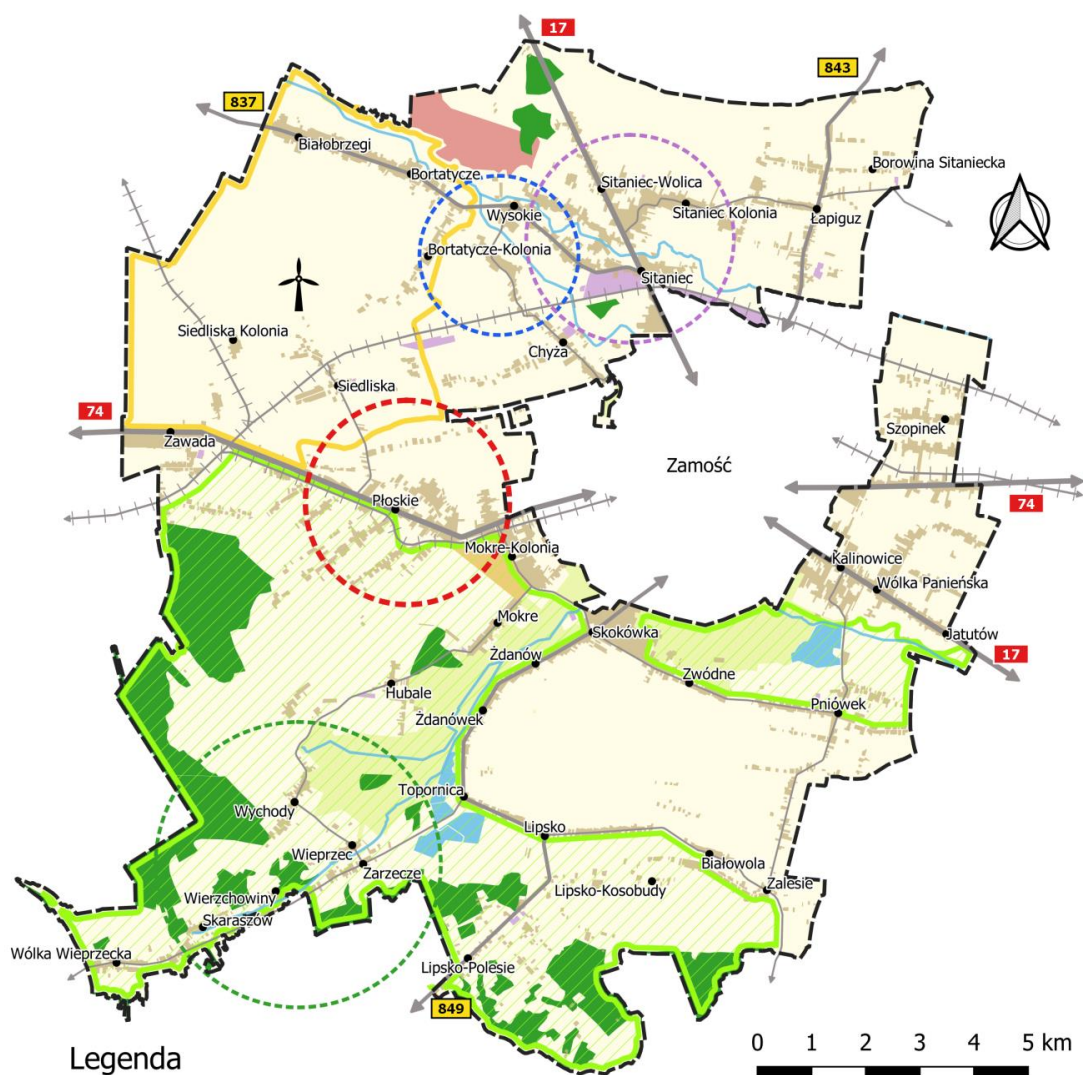 17
843
837
Białobrzegi
Borowina Sitaniecka
Bortatycze
Sitaniec-Wolica
Wysokie
Sitaniec Kolonia
Łapiguz
Bortatycze-Kolonia
Sitaniec
Siedliska Kolonia
Chyża
Siedliska
74
Zawada
Szopinek
Zamość
Płoskie
74
Mokre-Kolonia
Kalinowice
Wólka Panieńska
Mokre
Skokówka
Jatutów
17
Żdanów
Zwódne
Hubale
Żdanówek
Pniówek
Topornica
Wychody
Lipsko
Wieprzec
Białowola
Zarzecze
Lipsko-Kosobudy
Zalesie
Wierzchowiny
Skaraszów
Wólka Wieprzecka
Lipsko-Polesie
849
Legenda
0 1 2 3 4 5 km